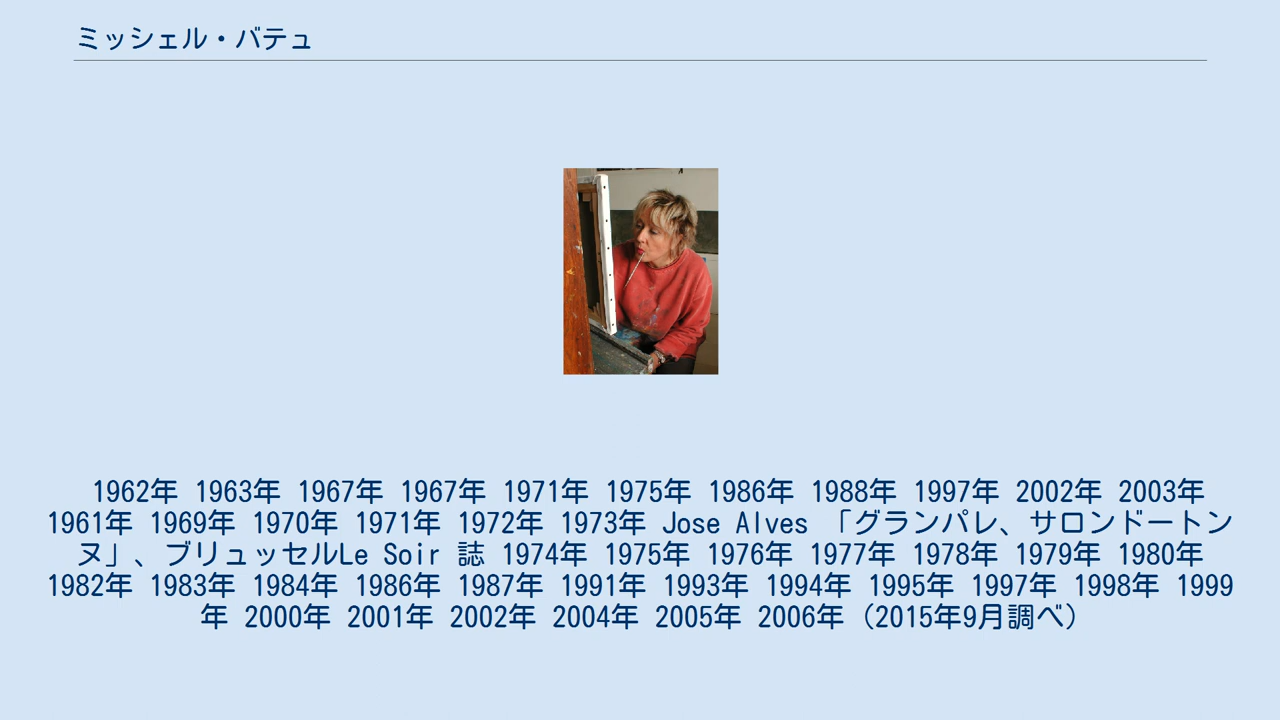 ミッシェル・バテュ
1962年 1963年 1967年 1967年 1971年 1975年 1986年 1988年 1997年 2002年 2003年
1961年 1969年 1970年 1971年 1972年 1973年 Jose Alves 「グランパレ、サロンドートン
ヌ」、ブリュッセルLe Soir 誌 1974年 1975年 1976年 1977年 1978年 1979年 1980年
1982年 1983年 1984年 1986年 1987年 1991年 1993年 1994年 1995年 1997年 1998年 1999
年 2000年 2001年 2002年 2004年 2005年 2006年（2015年9月調べ）